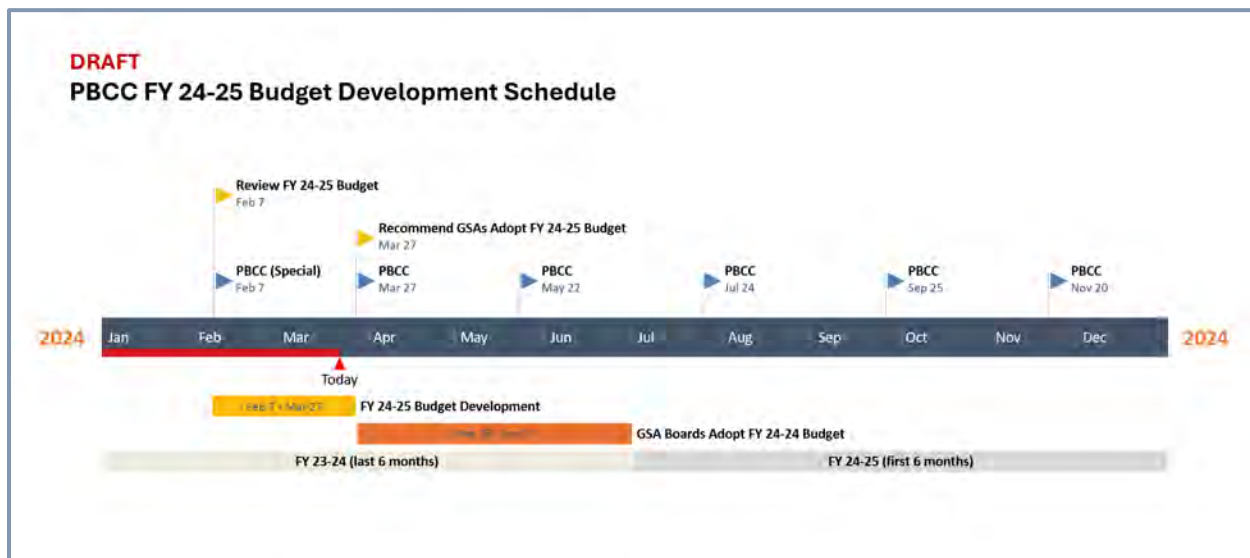 DRAFT
PBCC FY 24-25 Budget Development Schedule
Review FY 24-25 Budget
Feb 7
Recommend GSAs Adopt FY 24-25 Budget
Mar 27
PBCC (Special)
Feb 7
PBCC
Mar 27
PBCC
May 22
PBCC
Jul 24
PBCC
Sep 25
PBCC
Nov 20
2024 Jan Feb Mar Apr May Jun Jul Aug Sep Oct Nov Dec 2024
Today
Feb 7 - Mar 27 FY 24-25 Budget Development
GSA Boards Adopt FY 24-24 Budget
FY 23-24 (last 6 months) FY 24-25 (first 6 months)